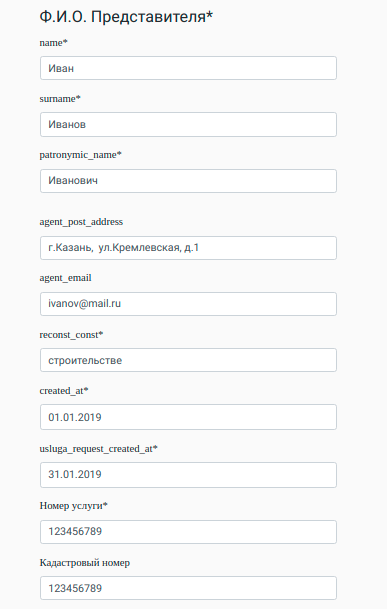 Ф.И.О. Представителя*
name*
Иван
surname*
Иванов
patronymic_name*
Иванович
agent_post_address
г.Казань, ул.Кремлевская, д.1
agent_email
ivanov@mail.ru
reconst_const*
строительстве
created_at*
01.01.2019
usluga_request_created_at*
31.01.2019
Номер услуги*
123456789
Кадастровый номер
123456789